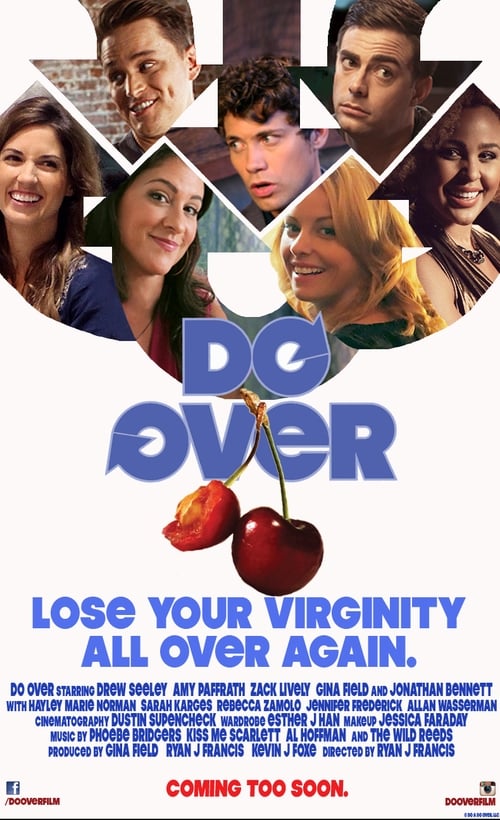 DO
OVER
LOSE YOUR VIRGINITY
ALL OVER AGAIN.
DO OVER STARRING DREW SEELEY AMY PAFFRATH ZACK LIVELY GINA FIELD AND JONATHAN BENNETT
WITH HAYLEY MARIE NORMAN SARAH KARGES REBECCA ZAMOLO JENNIFER FREDERICK ALLAN WASSERMAN
CINEMATOGRAPHY DUSTIN SUPENCHECK WARDROBE ESTHER J HAN MAKEUP JESSICA FARADAY
MUSIC BY PHOEBE BRIDGERS KISS ME SCARLETT AL HOFFMAN AND THE WILD REEDS
PRODUCED BY GINA FIELD RYAN J FRANCIS KEVIN J FOXE DIRECTED BY RYAN J FRANCIS
COMING TOO SOON.
f
/DOOVERFILM
DOOVERFILM